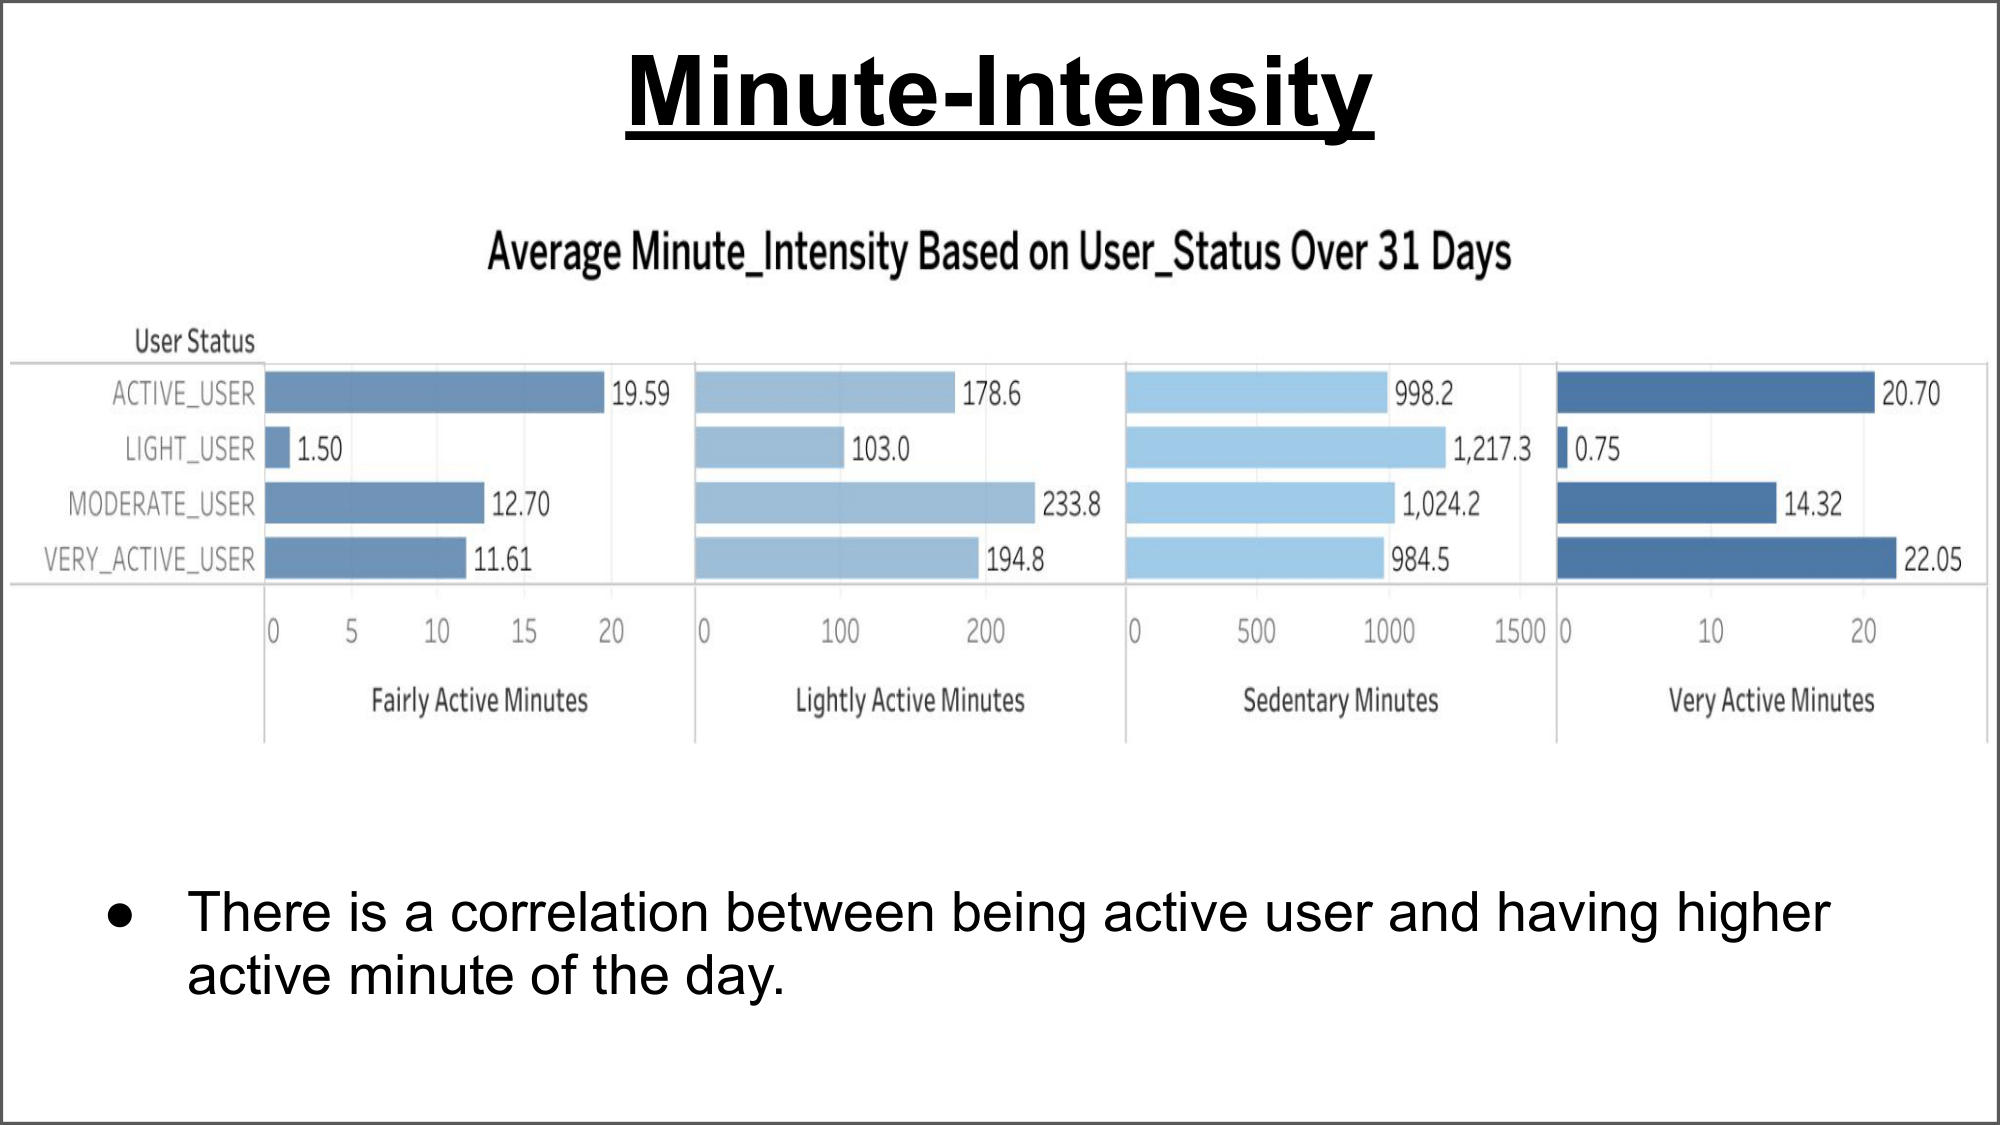 Minute-Intensity
Average Minute_Intensity Based on User_Status Over 31 Days
User Status
ACTIVE_USER 19.59 178.6 998.2 20.70
LIGHT_USER 1.50 103.0 1,217.3 0.75
MODERATE_USER 12.70 233.8 1,024.2 14.32
VERY_ACTIVE_USER 11.61 194.8 984.5 22.05
0 5 10 15 20 0 100 200 0 500 1000 1500 0 10 20
Fairly Active Minutes Lightly Active Minutes Sedentary Minutes Very Active Minutes
● There is a correlation between being active user and having higher
active minute of the day.